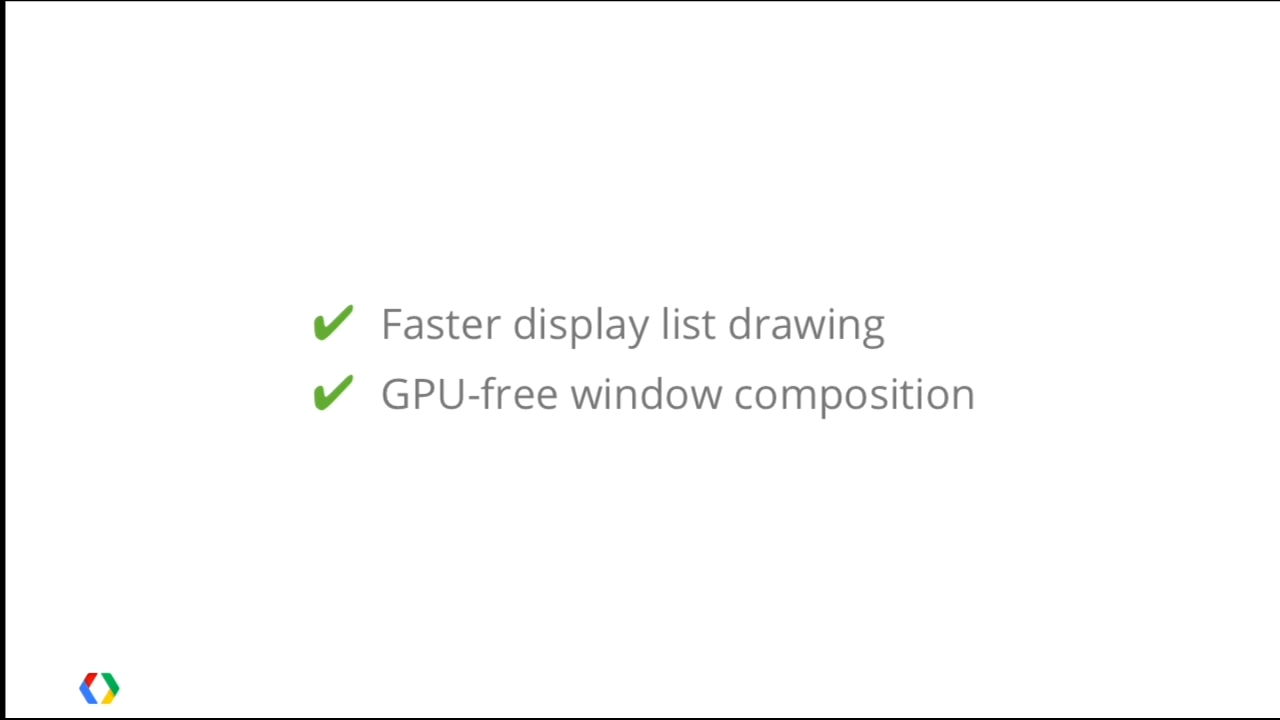 ✔ Faster display list drawing
✔ GPU-free window composition